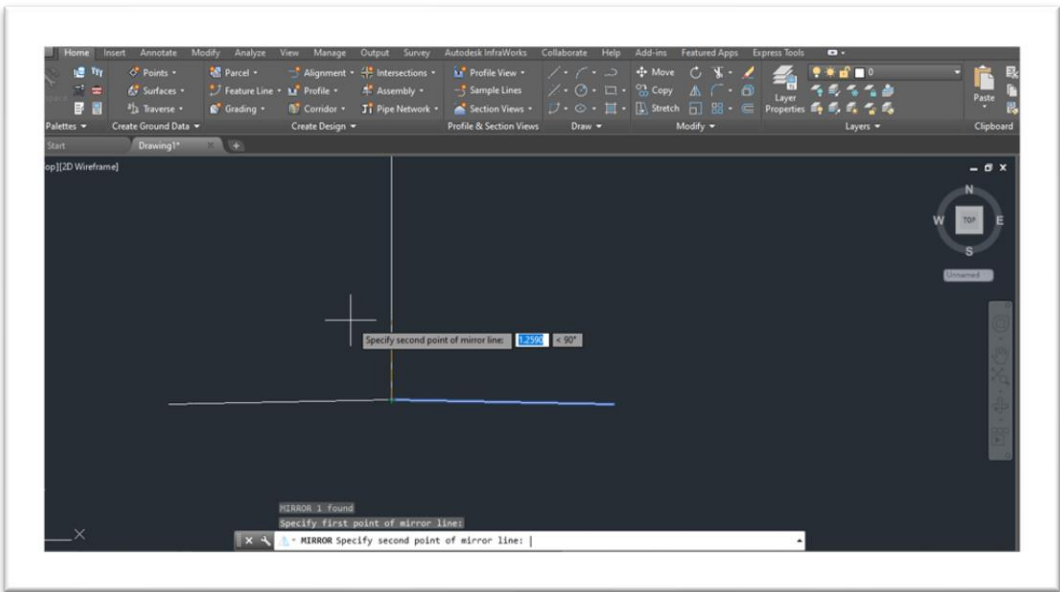 Home Insert Annotate Modify Analyze View Manage Output Survey Autodesk InfraWorks Collaborate Help Add-ins Featured Apps Express Tools
Points Parcel Alignment Intersections Profile View Move
Surfaces Feature Line Profile Assembly Sample Lines Copy
Traverse Grading Corridor Pipe Network Section Views Stretch
0
Layer
Properties
Paste
Palettes Create Ground Data Create Design Profile & Section Views Draw Modify Layers Clipboard
Start Drawing1*
op][2D Wireframe]
N
W TOP E
S
Unnamed
Specify second point of mirror line: 1.2590 < 90°
MIRROR 1 found
Specify first point of mirror line:
MIRROR Specify second point of mirror line:
X